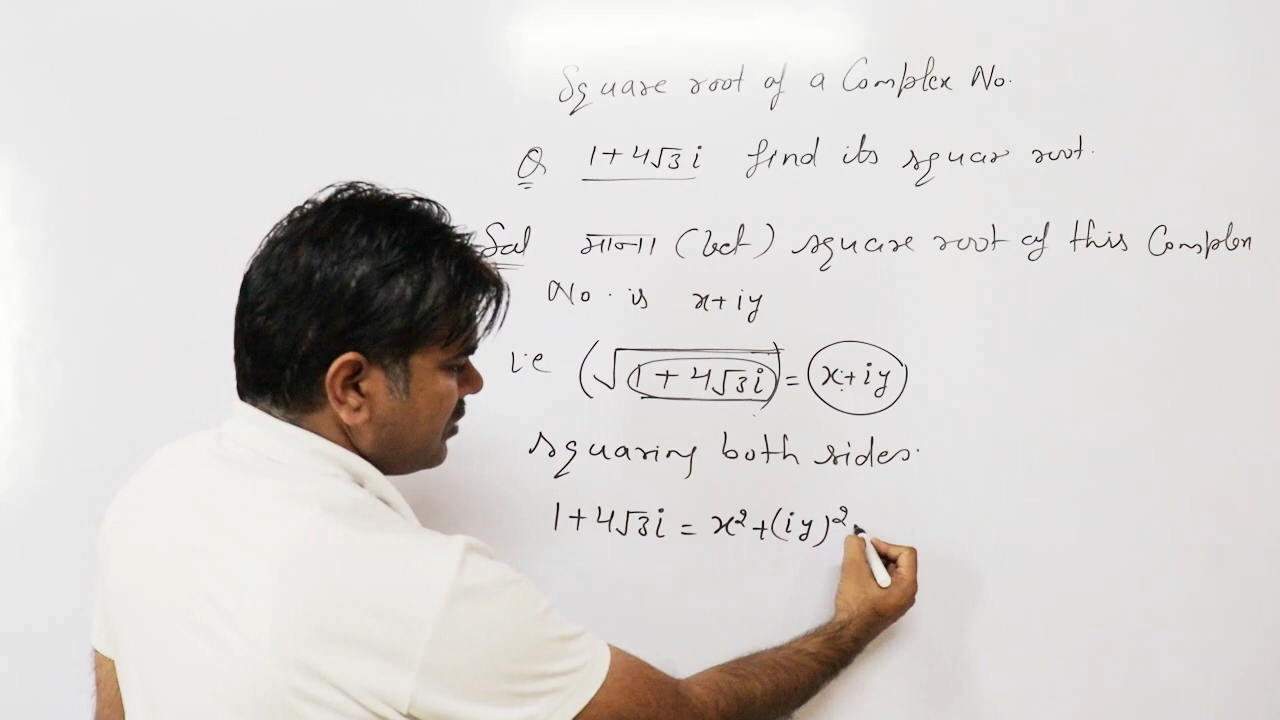 Square root of a Complex No.
Q 1+4√3i find its squar root.
Sol माना (let) square root of this Complex
No. is x+iy
i.e (√1+4√3i) = x+iy
squaring both sides.
1+4√3i = x²+(iy)²